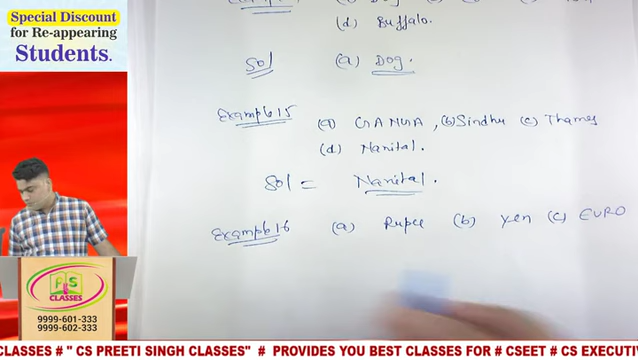 Special Discount
for Re-appearing
Students.
(d) Buffalo.
Sol (a) Dog.
Example 15 (a) GANGA, (b) Sindhu (c) Thames
(d) Nanital.
Sol = Nanital.
Example 16 (a) Rupee (b) Yen (c) EURO
PS
CLASSES
9999-601-333
9999-602-333
CLASSES # " CS PREETI SINGH CLASSES" # PROVIDES YOU BEST CLASSES FOR # CSEET # CS EXECUTI